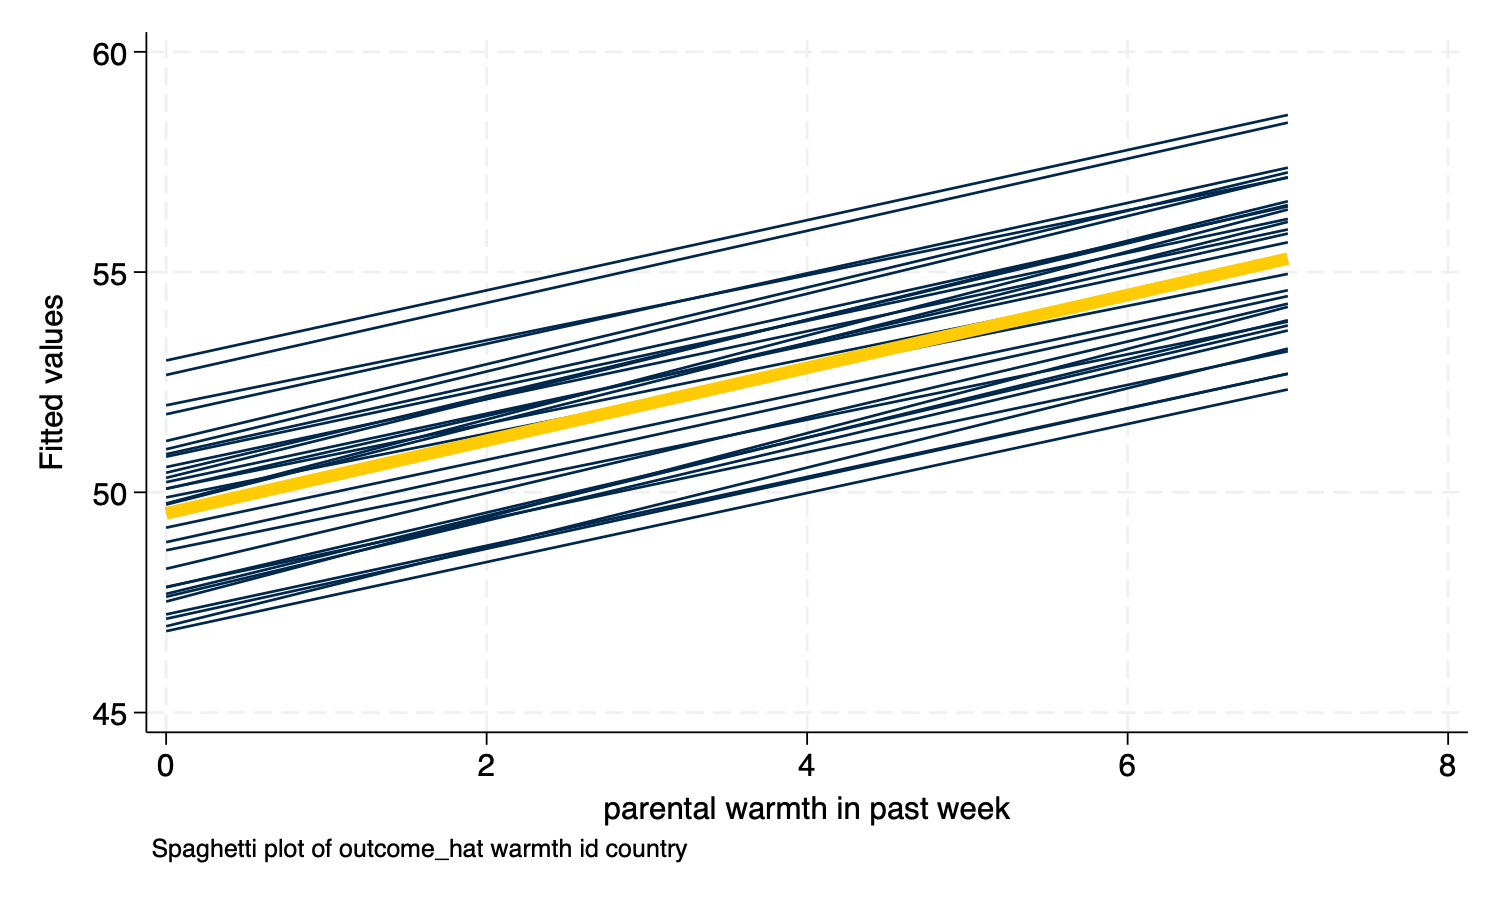 60
55
50
45
Fitted values
0 2 4 6 8
parental warmth in past week
Spaghetti plot of outcome_hat warmth id country